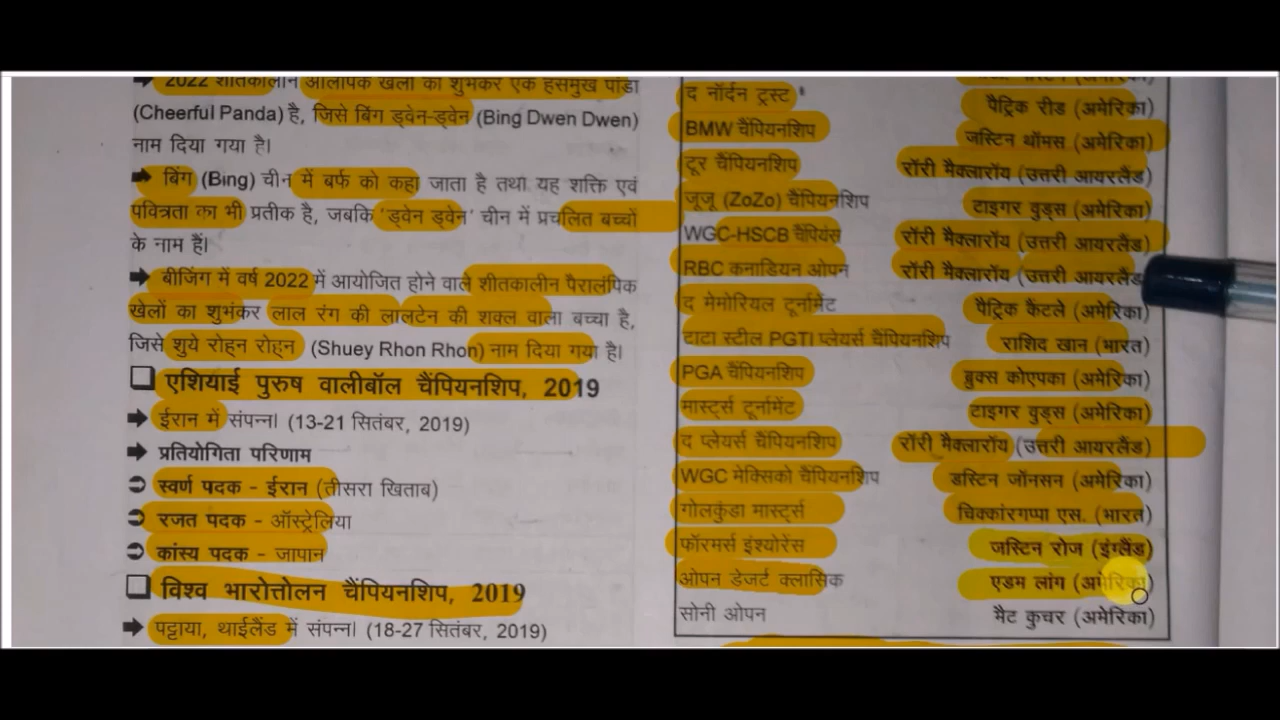 2022 शीतकालीन ओलंपिक खेलों का शुभंकर एक हंसमुख पांडा
(Cheerful Panda) है, जिसे बिंग ड्वेन-ड्वेन (Bing Dwen Dwen)
नाम दिया गया है।
बिंग (Bing) चीन में बर्फ को कहा जाता है तथा यह शक्ति एवं
पवित्रता का भी प्रतीक है, जबकि 'ड्वेन ड्वेन' चीन में प्रचलित बच्चों
के नाम हैं।
बीजिंग में वर्ष 2022 में आयोजित होने वाले शीतकालीन पैरालंपिक
खेलों का शुभंकर लाल रंग की लालटेन की शक्ल वाला बच्चा है,
जिसे शुये रोहन रोहन (Shuey Rhon Rhon) नाम दिया गया है।
एशियाई पुरुष वालीबॉल चैंपियनशिप, 2019
ईरान में संपन्न। (13-21 सितंबर, 2019)
प्रतियोगिता परिणाम
स्वर्ण पदक - ईरान (तीसरा खिताब)
रजत पदक - ऑस्ट्रेलिया
कांस्य पदक - जापान
विश्व भारोत्तोलन चैंपियनशिप, 2019
पट्टाया, थाईलैंड में संपन्न। (18-27 सितंबर, 2019)
द नॉर्दन ट्रस्ट पैट्रिक रीड (अमेरिका)
BMW चैंपियनशिप जस्टिन थॉमस (अमेरिका)
टूर चैंपियनशिप रॉरी मैक्लारॉय (उत्तरी आयरलैंड)
जूजू (ZoZo) चैंपियनशिप टाइगर वुड्स (अमेरिका)
WGC-HSCB चैंपियंस रॉरी मैक्लारॉय (उत्तरी आयरलैंड)
RBC कनाडियन ओपन रॉरी मैक्लारॉय (उत्तरी आयरलैंड
द मेमोरियल टूर्नामेंट पैट्रिक कैंटले (अमेरिका)
टाटा स्टील PGTI प्लेयर्स चैंपियनशिप राशिद खान (भारत)
PGA चैंपियनशिप ब्रुक्स कोएपका (अमेरिका)
मास्टर्स टूर्नामेंट टाइगर वुड्स (अमेरिका)
द प्लेयर्स चैंपियनशिप रॉरी मैक्लारॉय (उत्तरी आयरलैंड)
WGC मेक्सिको चैंपियनशिप डस्टिन जॉनसन (अमेरिका)
गोलकुंडा मास्टर्स चिक्कारंगप्पा एस. (भारत)
फॉरमर्स इंश्योरेंस जस्टिन रोज (इंग्लैंड)
ओपन डेजर्ट क्लासिक एडम लांग (अमेरिका)
सोनी ओपन मैट कुचर (अमेरिका)